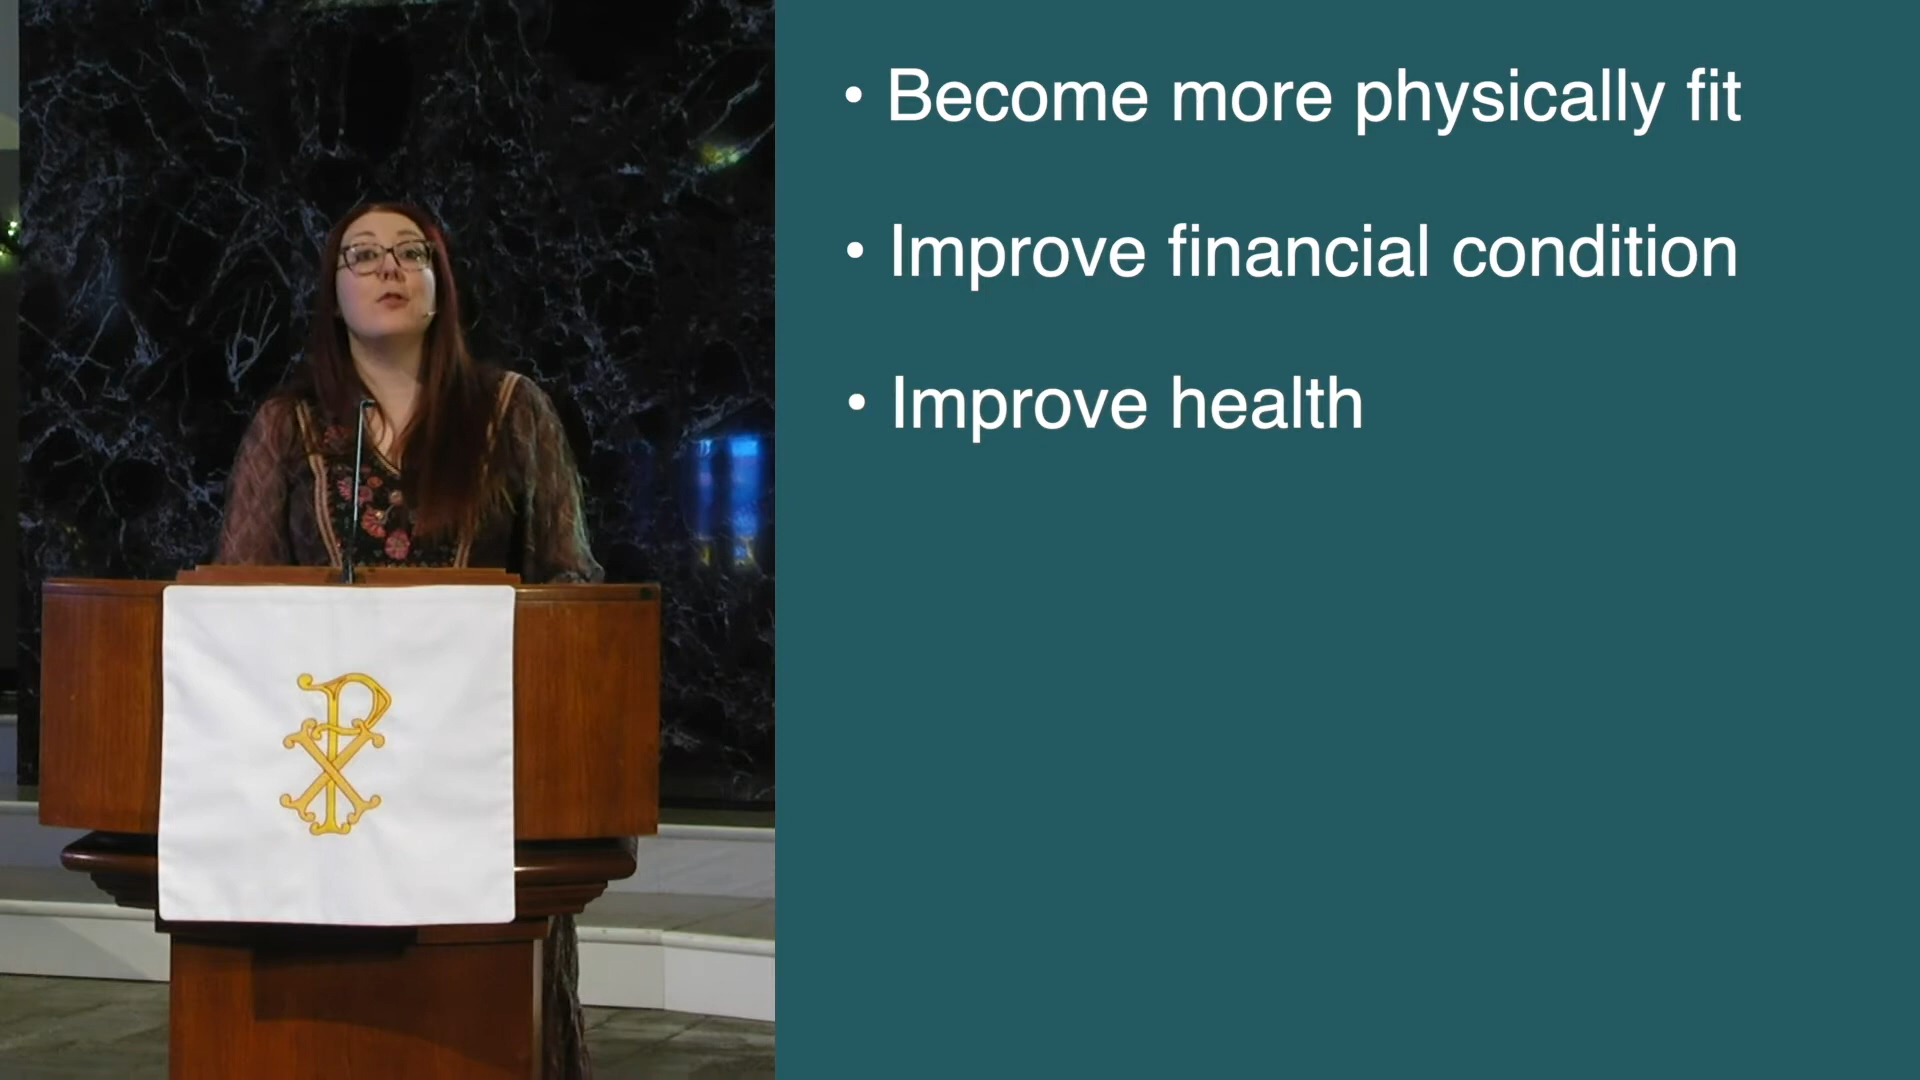 • Become more physically fit
• Improve financial condition
• Improve health